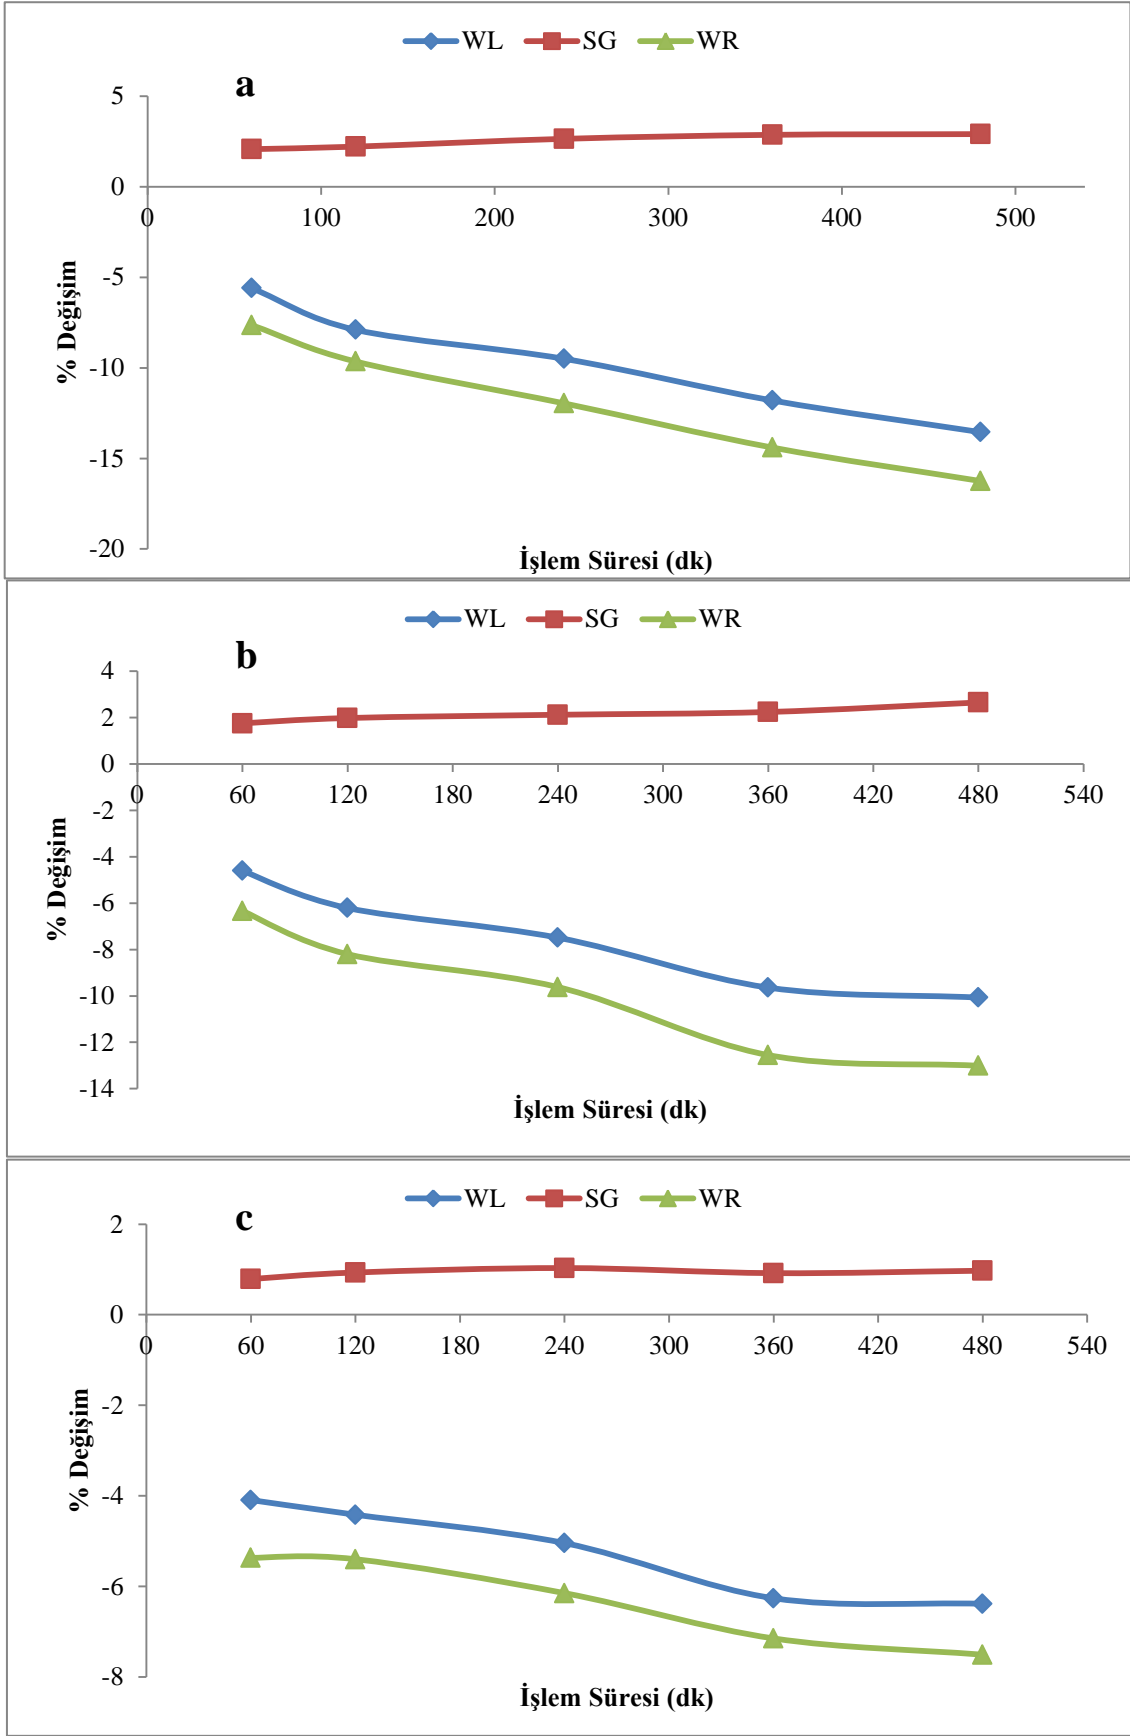 WL SG WR
a
5
0
0 100 200 300 400 500
-5
-10
-15
-20
% Değişim
İşlem Süresi (dk)
WL SG WR
b
4
2
0
0 60 120 180 240 300 360 420 480 540
-2
-4
-6
-8
-10
-12
-14
% Değişim
İşlem Süresi (dk)
WL SG WR
c
2
0
0 60 120 180 240 300 360 420 480 540
-2
-4
-6
-8
% Değişim
İşlem Süresi (dk)